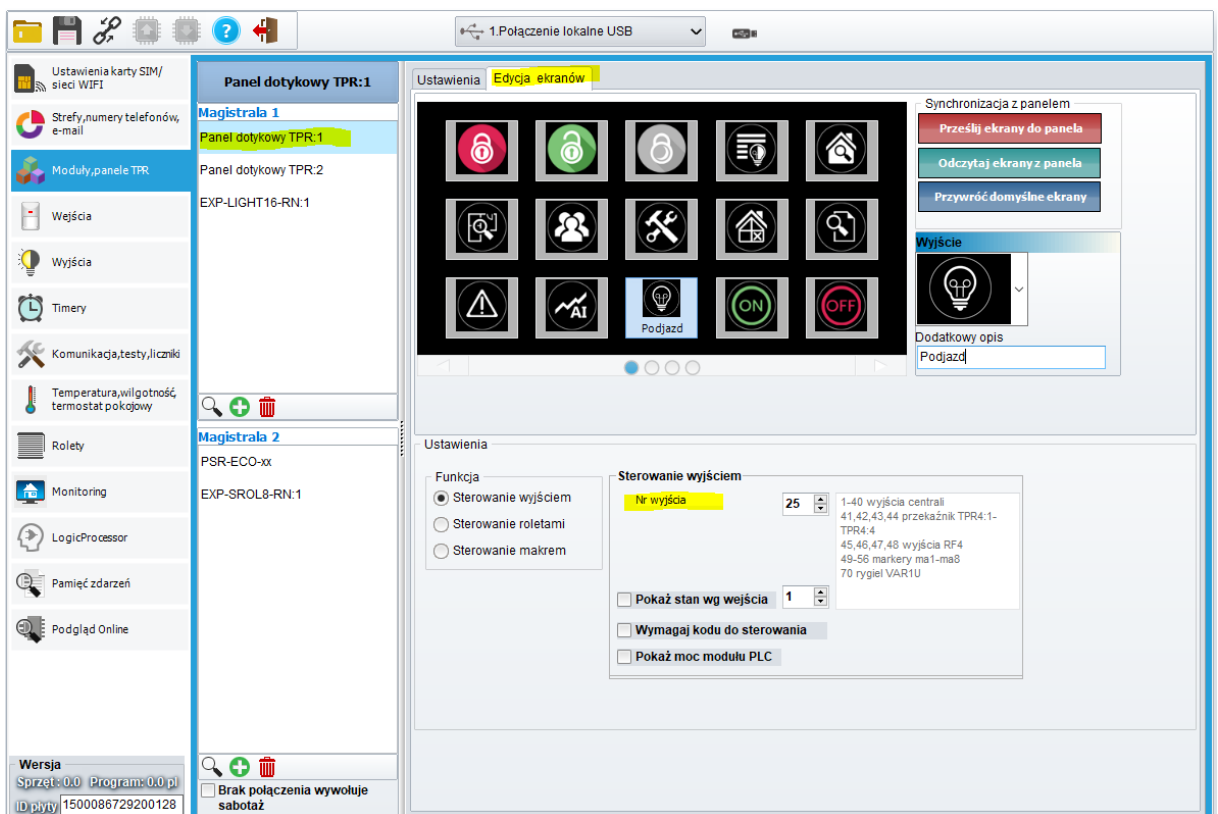 1.Połączenie lokalne USB
Ustawienia karty SIM/
sieci WIFI
Strefy,numery telefonów,
e-mail
Moduły,panele TPR
Wejścia
Wyjścia
Timery
Komunikacja,testy,liczniki
Temperatura,wilgotność,
termostat pokojowy
Rolety
Monitoring
LogicProcessor
Pamięć zdarzeń
Podgląd Online
Wersja
Sprzęt : 0.0 Program: 0.0 pl
ID płyty 1500086729200128
Panel dotykowy TPR:1
Magistrala 1
Panel dotykowy TPR:1
Panel dotykowy TPR:2
EXP-LIGHT16-RN:1
Magistrala 2
PSR-ECO-xx
EXP-SROL8-RN:1
Brak połączenia wywołuje
sabotaż
Ustawienia Edycja ekranów
AI
Podjazd
ON
OFF
Synchronizacja z panelem
Prześlij ekrany do panela
Odczytaj ekrany z panela
Przywróć domyślne ekrany
Wyjście
Dodatkowy opis
Podjazd
Ustawienia
Funkcja
Sterowanie wyjściem
Sterowanie roletami
Sterowanie makrem
Sterowanie wyjściem
Nr wyjścia 25
1-40 wyjścia centrali
41,42,43,44 przekaźnik TPR4:1-
TPR4:4
45,46,47,48 wyjścia RF4
49-56 markery ma1-ma8
70 rygiel VAR1U
Pokaż stan wg wejścia 1
Wymagaj kodu do sterowania
Pokaż moc modułu PLC